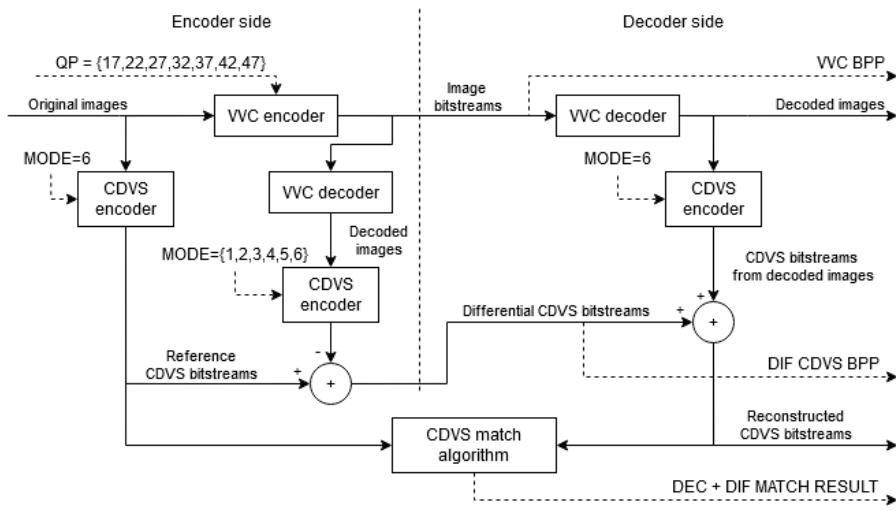 Encoder side
Decoder side
QP = {17,22,27,32,37,42,47}
VVC BPP
Original images
VVC encoder
Image
bitstreams
VVC decoder
Decoded images
MODE=6
CDVS
encoder
VVC decoder
MODE=6
CDVS
encoder
Decoded
images
MODE={1,2,3,4,5,6}
CDVS
encoder
CDVS bitstreams
from decoded images
Differential CDVS bitstreams
+
+
+
-
Reference
CDVS bitstreams
+
+
DIF CDVS BPP
CDVS match
algorithm
Reconstructed
CDVS bitstreams
DEC + DIF MATCH RESULT